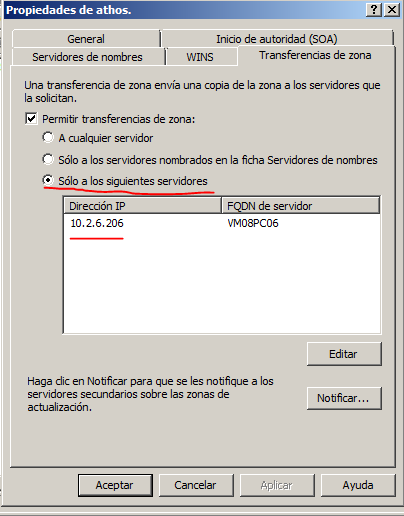 Propiedades de athos.
General
Inicio de autoridad (SOA)
Servidores de nombres
WINS
Transferencias de zona
Una transferencia de zona envía una copia de la zona a los servidores que
la solicitan.
Permitir transferencias de zona:
A cualquier servidor
Sólo a los servidores nombrados en la ficha Servidores de nombres
Sólo a los siguientes servidores
Dirección IP
FQDN de servidor
10.2.6.206
VM08PC06
Editar
Haga clic en Notificar para que se les notifique a los
servidores secundarios sobre las zonas de
actualización.
Notificar...
Aceptar
Cancelar
Aplicar
Ayuda